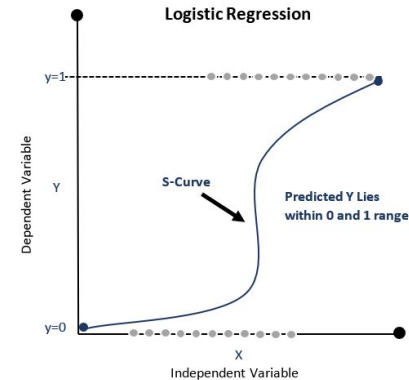 Logistic Regression
y=1
Dependent Variable
Y
S-Curve
Predicted Y Lies
within 0 and 1 range
y=0
X
Independent Variable